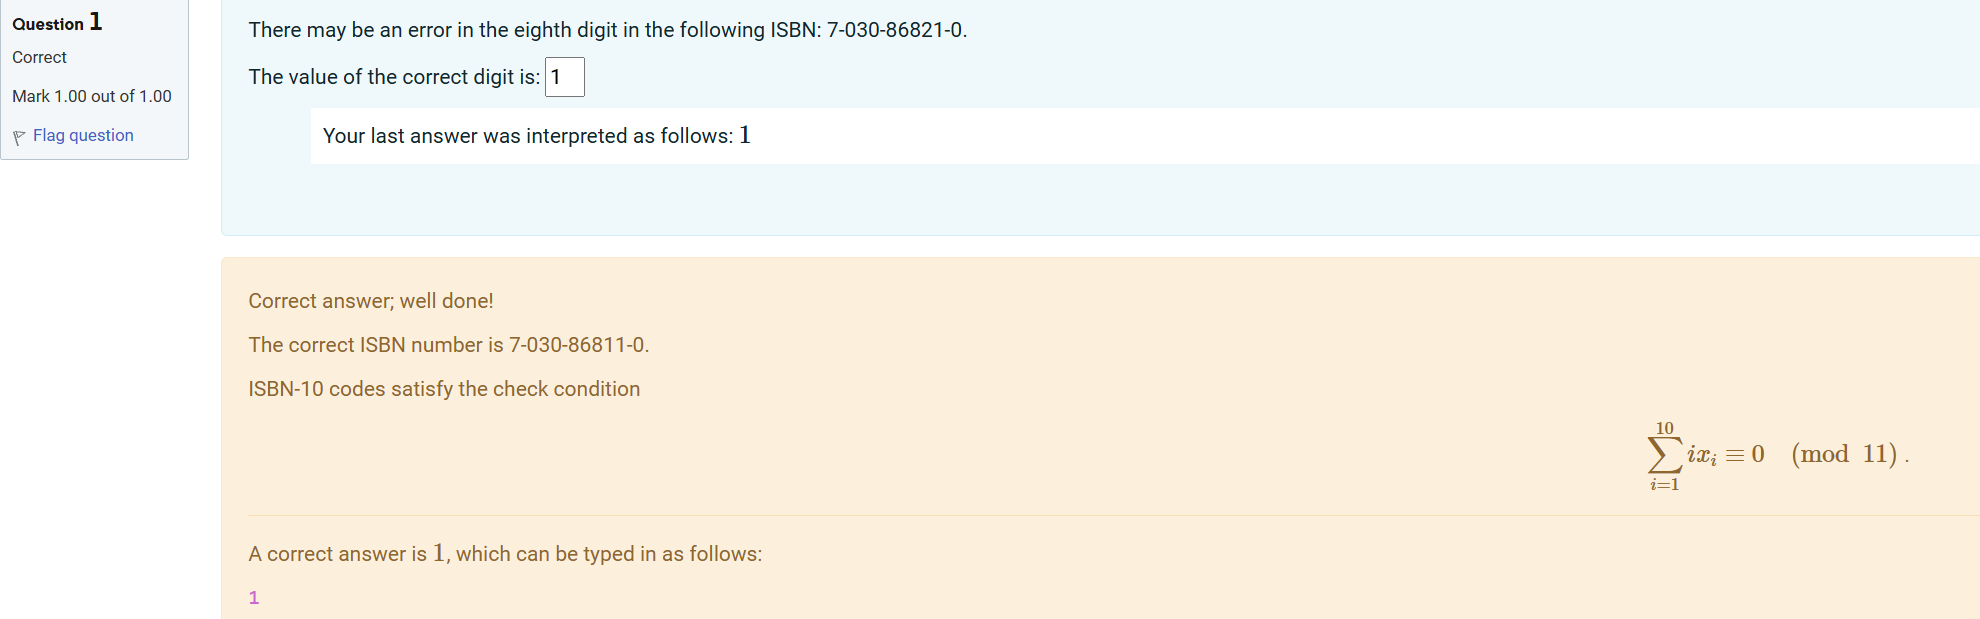 Question 1
Correct
Mark 1.00 out of 1.00
Flag question
There may be an error in the eighth digit in the following ISBN: 7-030-86821-0.
The value of the correct digit is: 1
Your last answer was interpreted as follows: 1
Correct answer; well done!
The correct ISBN number is 7-030-86811-0.
ISBN-10 codes satisfy the check condition
\sum_{i=1}^{10} ix_i ≡ 0 (mod 11) .
A correct answer is 1, which can be typed in as follows:
1